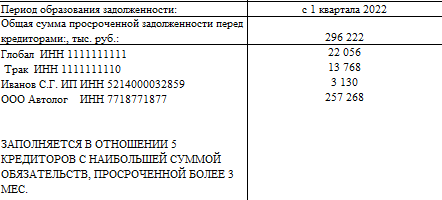 Период образования задолженности: с 1 квартала 2022
Общая сумма просроченной задолженности перед
кредиторами:, тыс. руб.: 296 222
Глобал ИНН 1111111111 22 056
Трак ИНН 1111111110 13 768
Иванов С.Г. ИП ИНН 5214000032859 3 130
ООО Автолог ИНН 7718771877 257 268
ЗАПОЛНЯЕТСЯ В ОТНОШЕНИИ 5
КРЕДИТОРОВ С НАИБОЛЬШЕЙ СУММОЙ
ОБЯЗАТЕЛЬСТВ, ПРОСРОЧЕННОЙ БОЛЕЕ 3
МЕС.